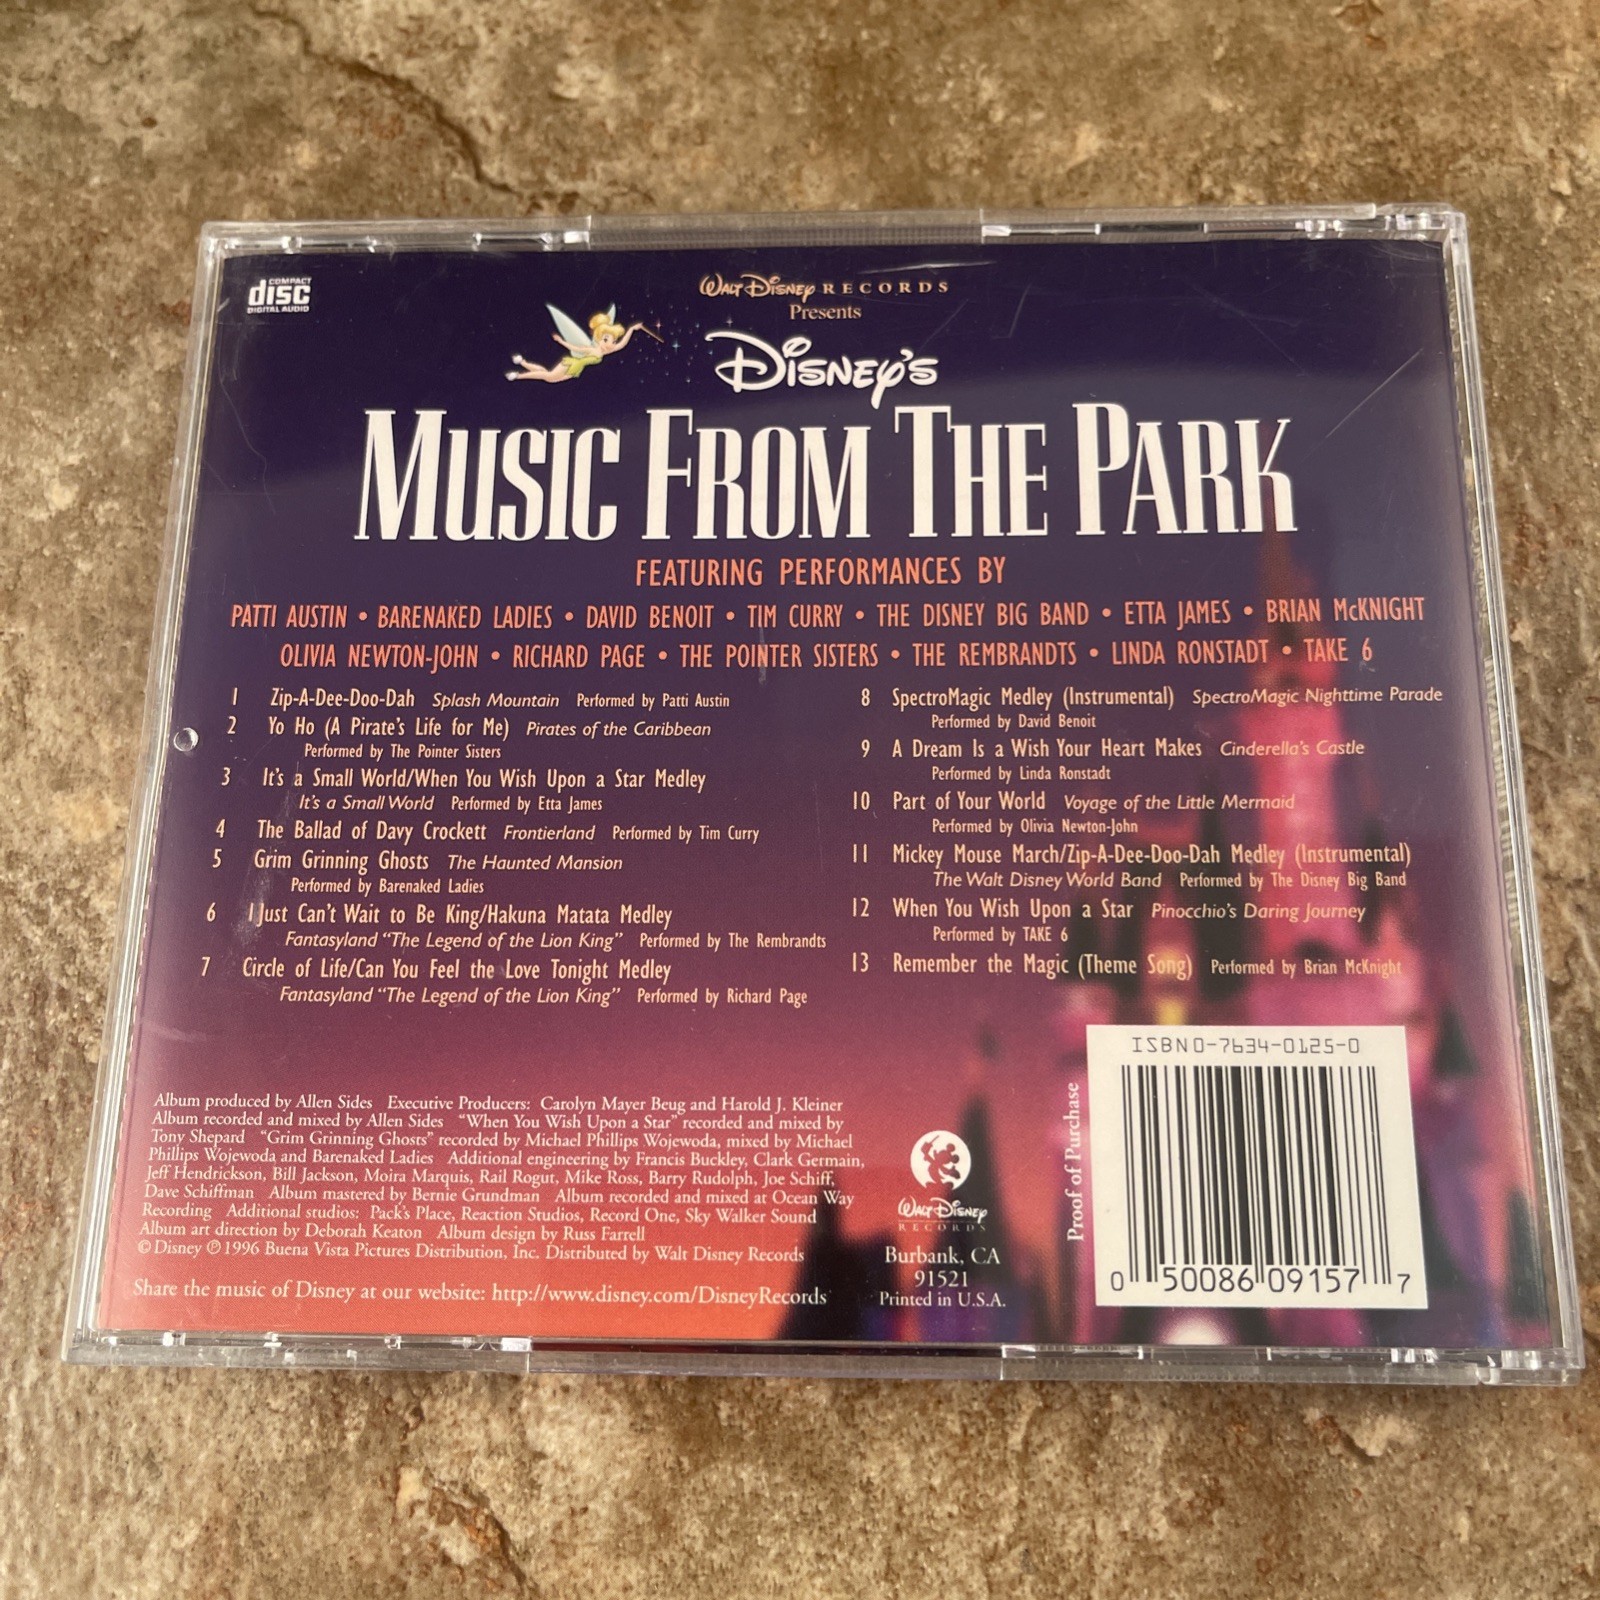 COMPACT
disc
DIGITAL AUDIO
WALT DISNEY RECORDS
Presents
DISNEY'S
MUSIC FROM THE PARK
FEATURING PERFORMANCES BY
PATTI AUSTIN • BARENAKED LADIES • DAVID BENOIT • TIM CURRY • THE DISNEY BIG BAND • ETTA JAMES • BRIAN McKNIGHT
OLIVIA NEWTON-JOHN • RICHARD PAGE • THE POINTER SISTERS • THE REMBRANDTS • LINDA RONSTADT • TAKE 6
1 Zip-A-Dee-Doo-Dah Splash Mountain Performed by Patti Austin
2 Yo Ho (A Pirate's Life for Me) Pirates of the Caribbean
Performed by The Pointer Sisters
3 It's a Small World/When You Wish Upon a Star Medley
It's a Small World Performed by Etta James
4 The Ballad of Davy Crockett Frontierland Performed by Tim Curry
5 Grim Grinning Ghosts The Haunted Mansion
Performed by Barenaked Ladies
6 I Just Can't Wait to Be King/Hakuna Matata Medley
Fantasyland "The Legend of the Lion King" Performed by The Rembrandts
7 Circle of Life/Can You Feel the Love Tonight Medley
Fantasyland "The Legend of the Lion King" Performed by Richard Page
8 SpectroMagic Medley (Instrumental) SpectroMagic Nighttime Parade
Performed by David Benoit
9 A Dream Is a Wish Your Heart Makes Cinderella's Castle
Performed by Linda Ronstadt
10 Part of Your World Voyage of the Little Mermaid
Performed by Olivia Newton-John
11 Mickey Mouse March/Zip-A-Dee-Doo-Dah Medley (Instrumental)
The Walt Disney World Band Performed by The Disney Big Band
12 When You Wish Upon a Star Pinocchio's Daring Journey
Performed by TAKE 6
13 Remember the Magic (Theme Song) Performed by Brian McKnight
Album produced by Allen Sides Executive Producers: Carolyn Mayer Beug and Harold J. Kleiner
Album recorded and mixed by Allen Sides "When You Wish Upon a Star" recorded and mixed by
Tony Shepard "Grim Grinning Ghosts" recorded by Michael Phillips Wojewoda, mixed by Michael
Phillips Wojewoda and Barenaked Ladies Additional engineering by Francis Buckley, Clark Germain,
Jeff Hendrickson, Bill Jackson, Moira Marquis, Rail Rogut, Mike Ross, Barry Rudolph, Joe Schiff,
Dave Schiffman Album mastered by Bernie Grundman Album recorded and mixed at Ocean Way
Recording Additional studios: Pack's Place, Reaction Studios, Record One, Sky Walker Sound
Album art direction by Deborah Keaton Album design by Russ Farrell
© Disney ℗ 1996 Buena Vista Pictures Distribution, Inc. Distributed by Walt Disney Records
Share the music of Disney at our website: http://www.disney.com/DisneyRecords
WALT DISNEY
RECORDS
Burbank, CA
91521
Printed in U.S.A.
Proof of Purchase
ISBN 0-7634-0125-0
0 50086 09157 7